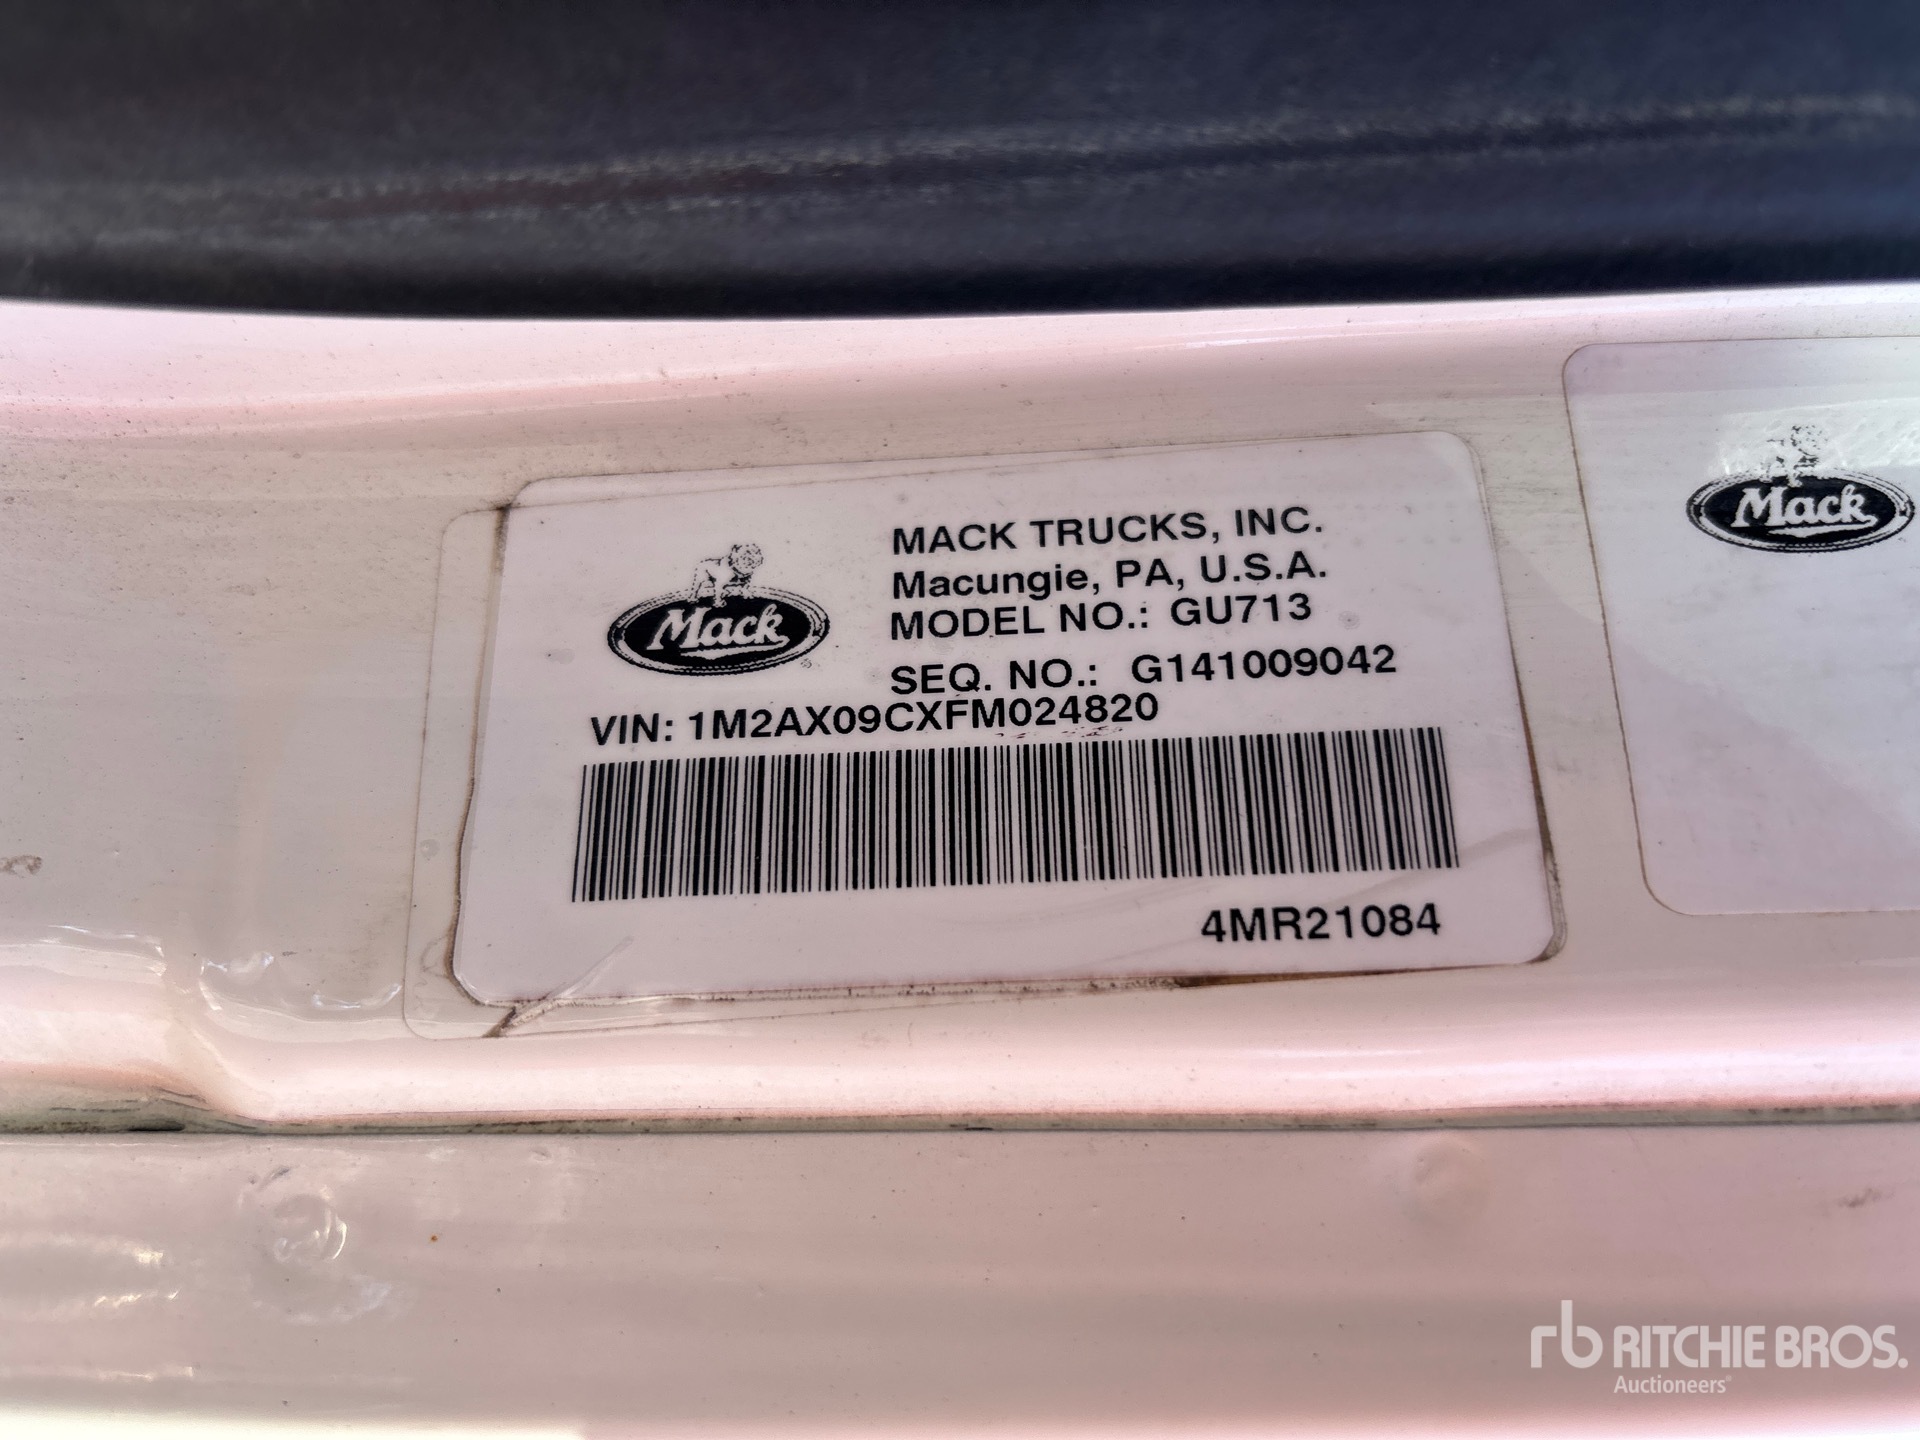 MACK TRUCKS, INC.
Macungie, PA, U.S.A.
MODEL NO.: GU713
Mack
SEQ. NO.: G141009042
VIN: 1M2AX09CXFM024820
4MR21084
Mack
rb RITCHIE BROS.
Auctioneers